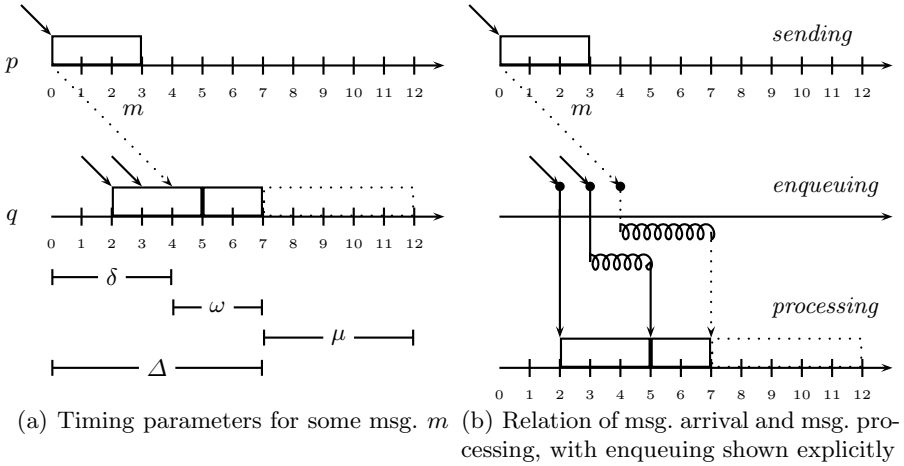 sending
p
0 1 2 3 4 5 6 7 8 9 10 11 12
0 1 2 3 4 5 6 7 8 9 10 11 12
m
m
enqueuing
q
0 1 2 3 4 5 6 7 8 9 10 11 12
δ
ω
processing
μ
Δ
0 1 2 3 4 5 6 7 8 9 10 11 12
(a) Timing parameters for some msg. m
(b) Relation of msg. arrival and msg. pro-
cessing, with enqueuing shown explicitly